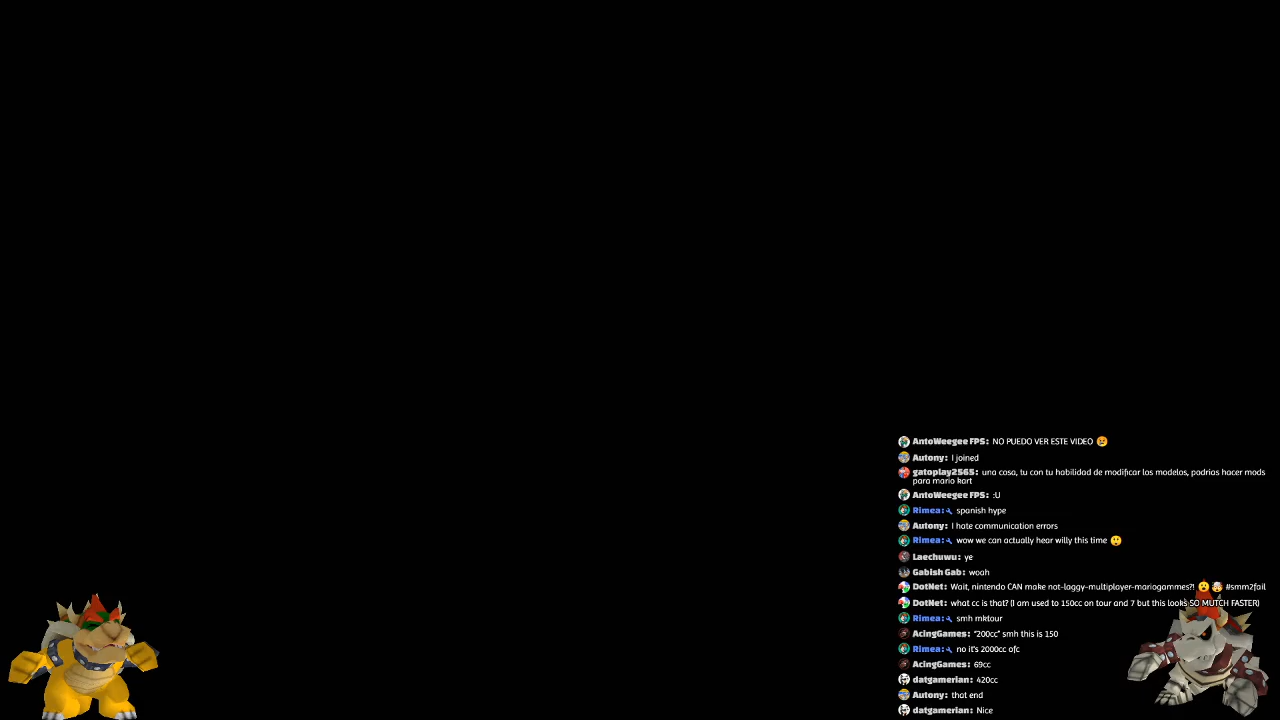 AntoWeegee FPS: NO PUEDO VER ESTE VIDEO 😢
Autony: I joined
gatoplay2565: una cosa, tu con tu habilidad de modificar los modelos, podrias hacer mods
para mario kart
AntoWeegee FPS: :U
Rimea: spanish hype
Autony: I hate communication errors
Rimea: wow we can actually hear willy this time 😲
Laechuwu: ye
Gabish Gab: woah
DotNet: Wait, nintendo CAN make not-laggy-multiplayer-mariogammes?! 😮 🤯 #smm2fail
DotNet: what cc is that? (I am used to 150cc on tour and 7 but this looks SO MUTCH FASTER)
Rimea: smh mktour
AcingGames: "200cc" smh this is 150
Rimea: no it's 2000cc ofc
AcingGames: 69cc
datgamerian: 420cc
Autony: that end
datgamerian: Nice